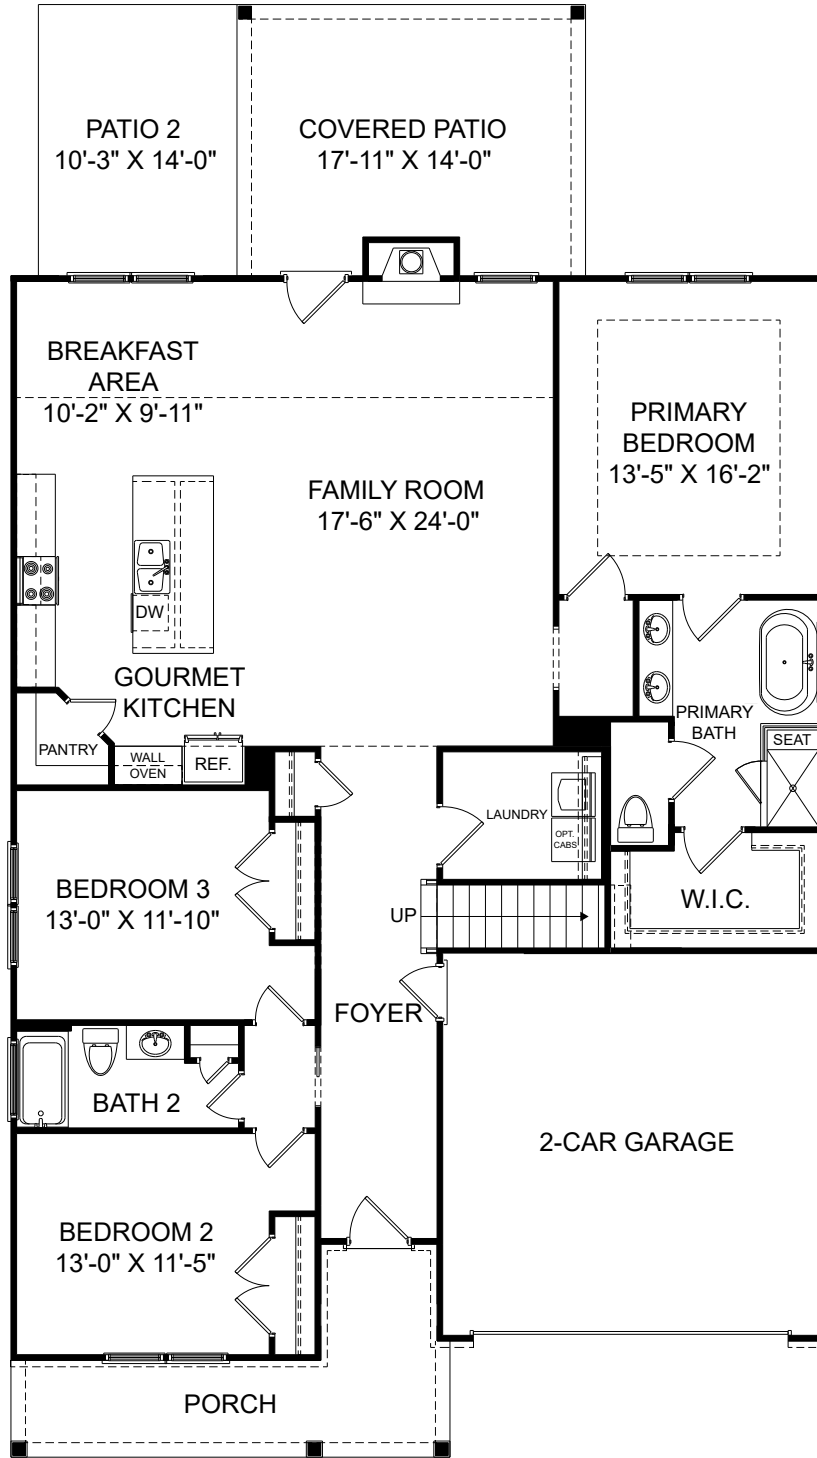 PATIO 2
10'-3" X 14'-0"
COVERED PATIO
17'-11" X 14'-0"
BREAKFAST
AREA
10'-2" X 9'-11"
PRIMARY
BEDROOM
13'-5" X 16'-2"
FAMILY ROOM
17'-6" X 24'-0"
DW
GOURMET
KITCHEN
PANTRY
WALL
OVEN
REF.
PRIMARY
BATH
SEAT
LAUNDRY
OPT.
CABS
BEDROOM 3
13'-0" X 11'-10"
W.I.C.
UP
FOYER
BATH 2
2-CAR GARAGE
BEDROOM 2
13'-0" X 11'-5"
PORCH